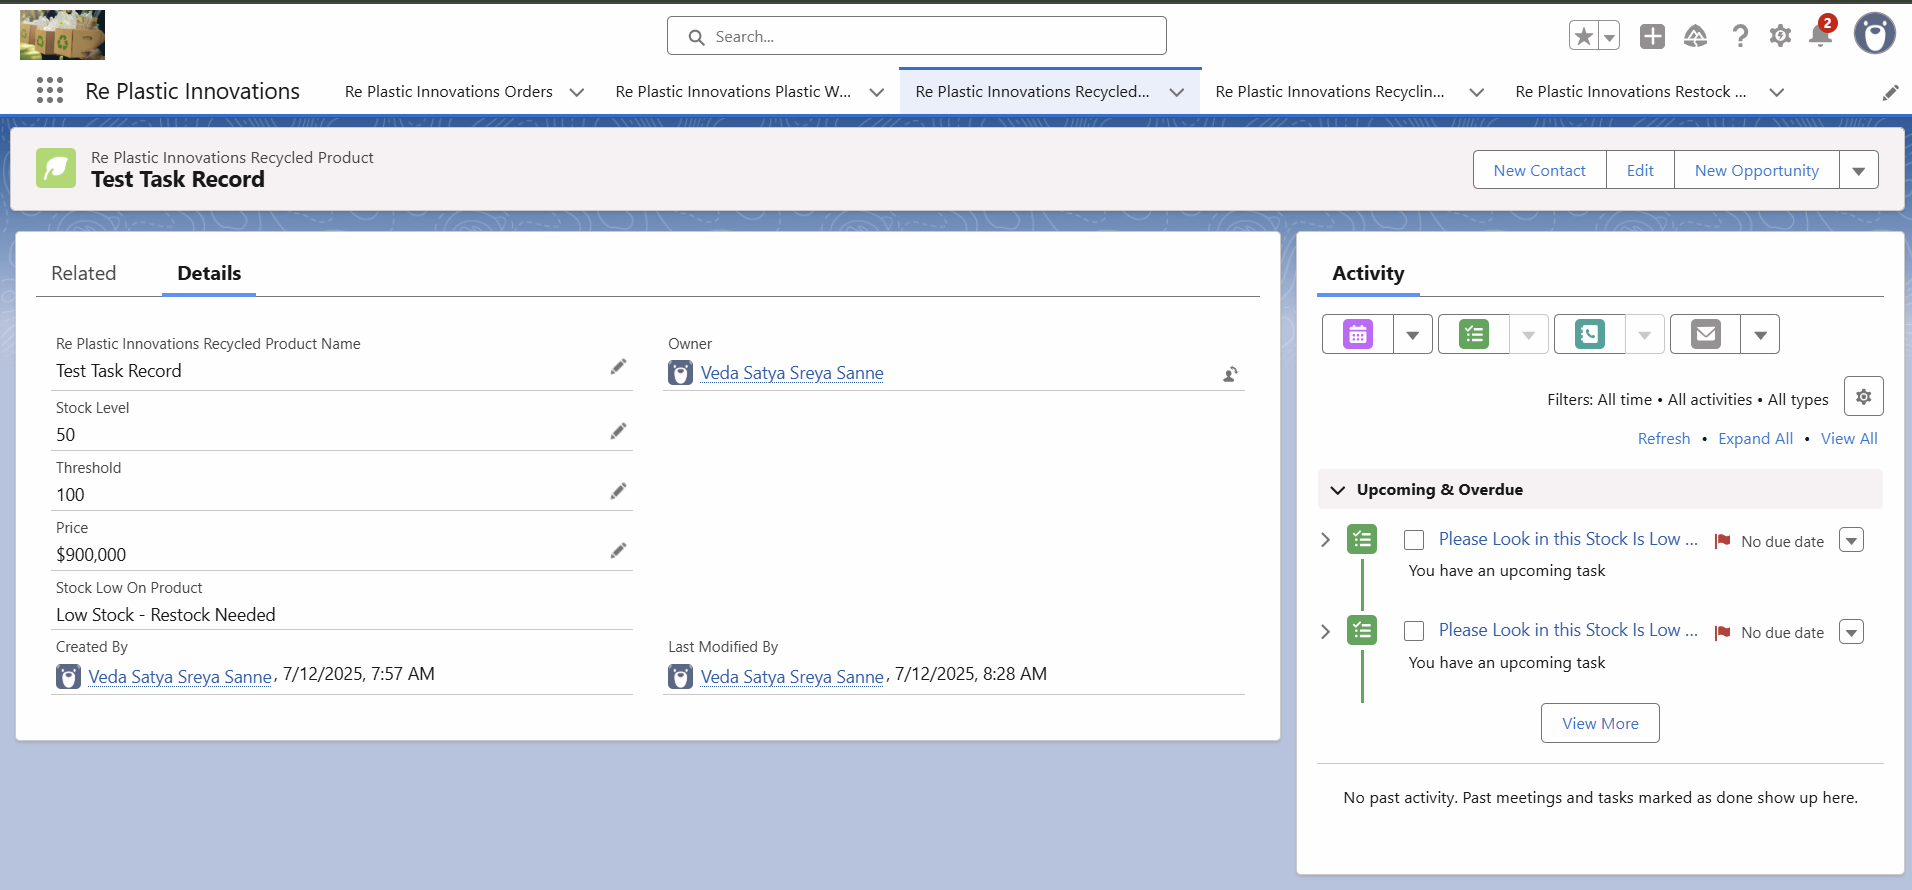 Search...
2
Re Plastic Innovations
Re Plastic Innovations Orders
Re Plastic Innovations Plastic W...
Re Plastic Innovations Recycled...
Re Plastic Innovations Recyclin...
Re Plastic Innovations Restock ...
Re Plastic Innovations Recycled Product
Test Task Record
New Contact
Edit
New Opportunity
Related
Details
Re Plastic Innovations Recycled Product Name
Test Task Record
Owner
Veda Satya Sreya Sanne
Stock Level
50
Threshold
100
Price
$900,000
Stock Low On Product
Low Stock - Restock Needed
Created By
Veda Satya Sreya Sanne, 7/12/2025, 7:57 AM
Last Modified By
Veda Satya Sreya Sanne, 7/12/2025, 8:28 AM
Activity
Filters: All time • All activities • All types
Refresh • Expand All • View All
Upcoming & Overdue
Please Look in this Stock Is Low ... No due date
You have an upcoming task
Please Look in this Stock Is Low ... No due date
You have an upcoming task
View More
No past activity. Past meetings and tasks marked as done show up here.